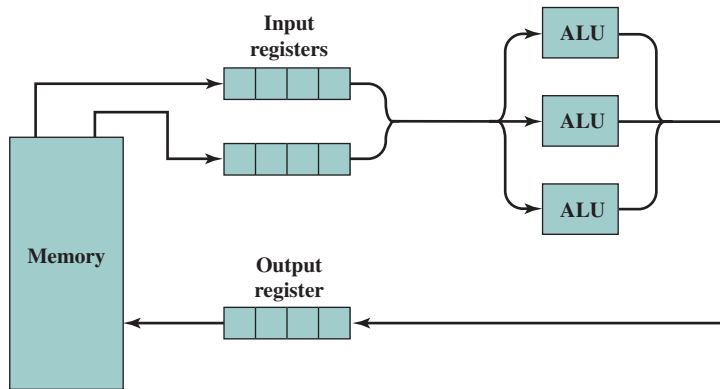 Input
registers
ALU
ALU
ALU
Memory
Output
register